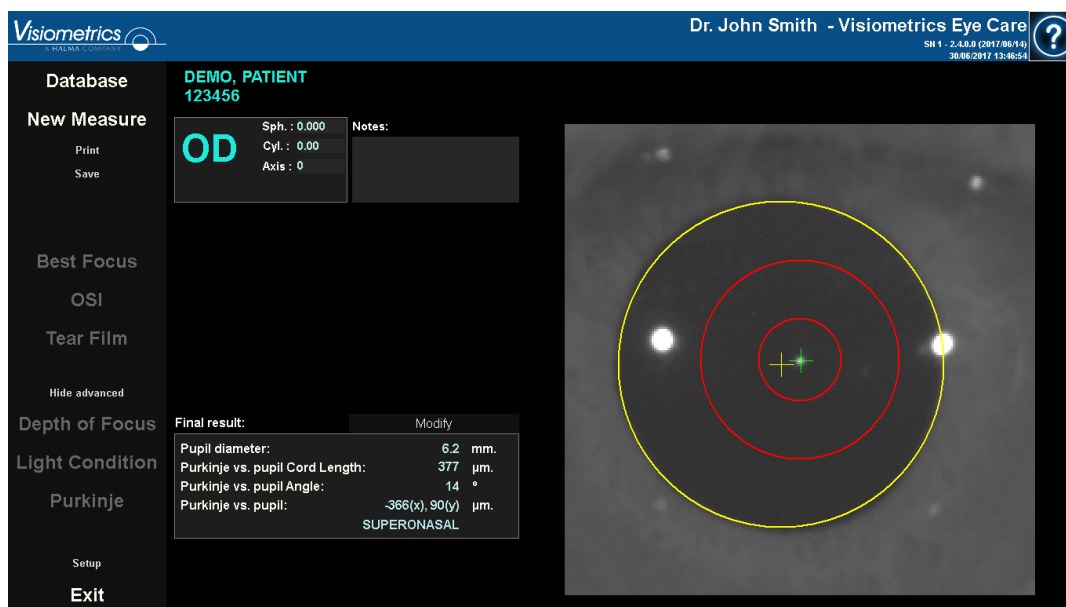 Visiometrics
A HALMA COMPANY
Dr. John Smith - Visiometrics Eye Care
SN 1 - 2.4.0.0 (2017/06/14)
30/06/2017 13:46:54
?
Database
New Measure
Print
Save
Best Focus
OSI
Tear Film
Hide advanced
Depth of Focus
Light Condition
Purkinje
Setup
Exit
DEMO, PATIENT
123456
OD
Sph. : 0.000
Cyl. : 0.00
Axis : 0
Notes:
Final result: Modify
Pupil diameter: 6.2 mm.
Purkinje vs. pupil Cord Length: 377 µm.
Purkinje vs. pupil Angle: 14 °
Purkinje vs. pupil: -366(x), 90(y) µm.
SUPERONASAL